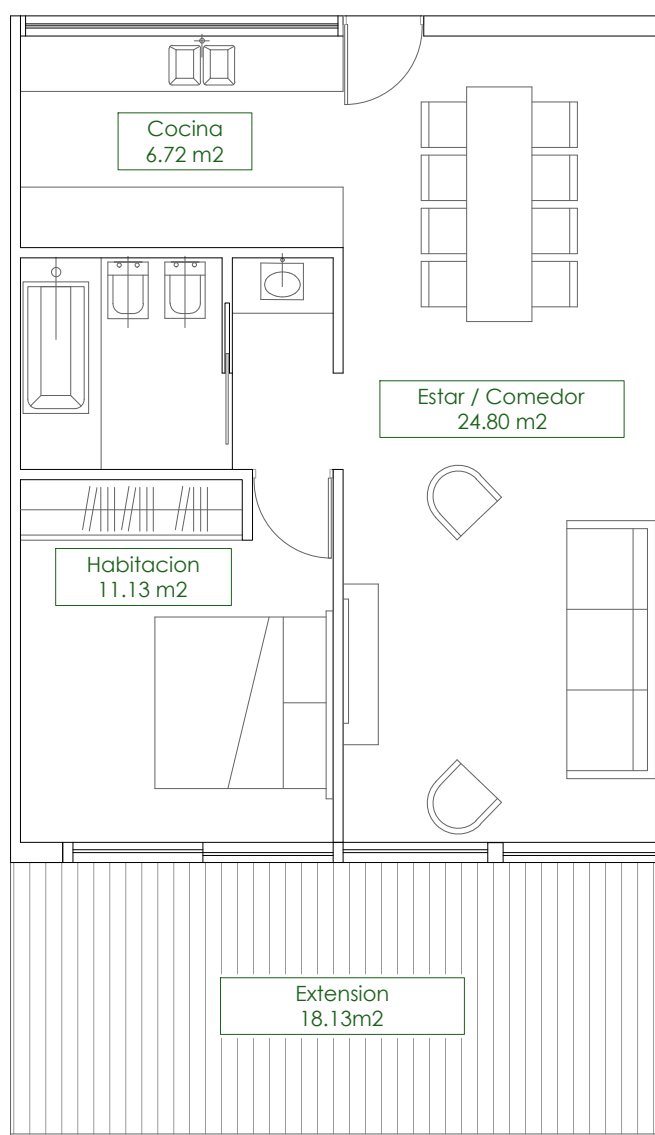 Cocina
6.72 m2
Estar / Comedor
24.80 m2
Habitacion
11.13 m2
Extension
18.13m2